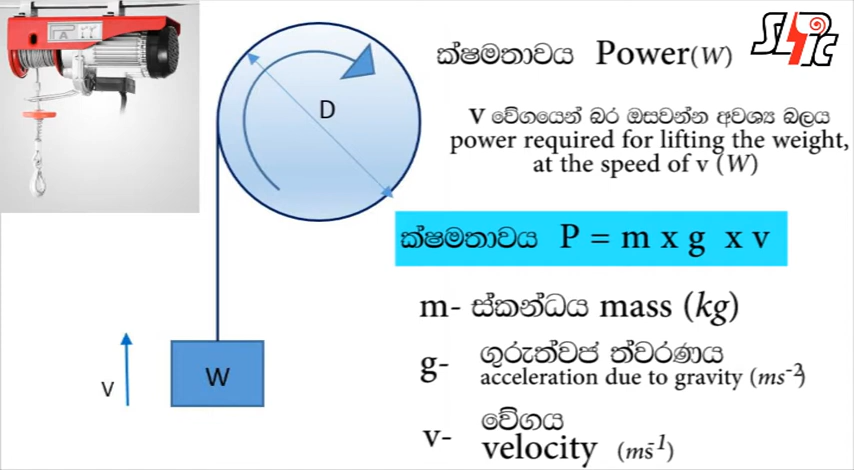 ක්ෂමතාවය Power(W)
SLPIC
D
V වේගයෙන් බර ඔසවන්න අවශ්‍ය බලය
power required for lifting the weight,
at the speed of v (W)
ක්ෂමතාවය P = m x g x v
m- ස්කන්ධය mass (kg)
g- ගුරුත්වජ ත්වරණය
acceleration due to gravity (ms⁻²)
V
W
v- වේගය
velocity (ms⁻¹)